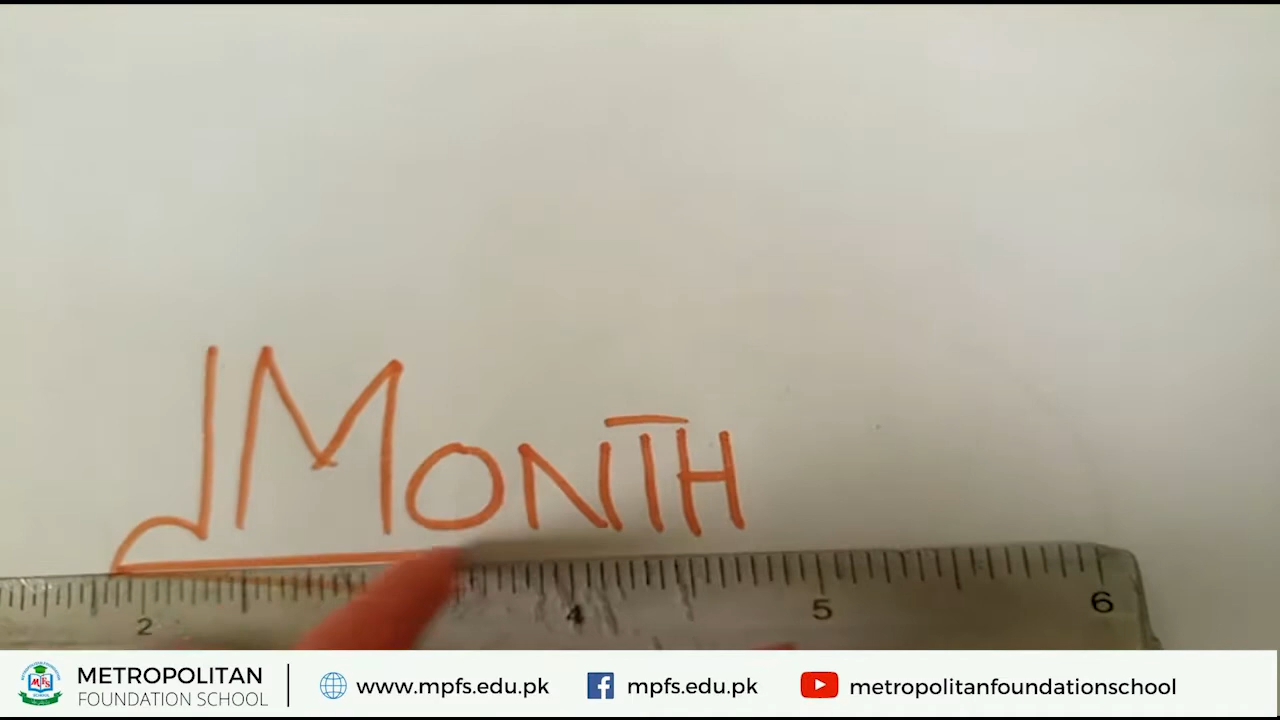 MONTH
2 4 5 6
METROPOLITAN
FOUNDATION SCHOOL
www.mpfs.edu.pk
mpfs.edu.pk
metropolitanfoundationschool